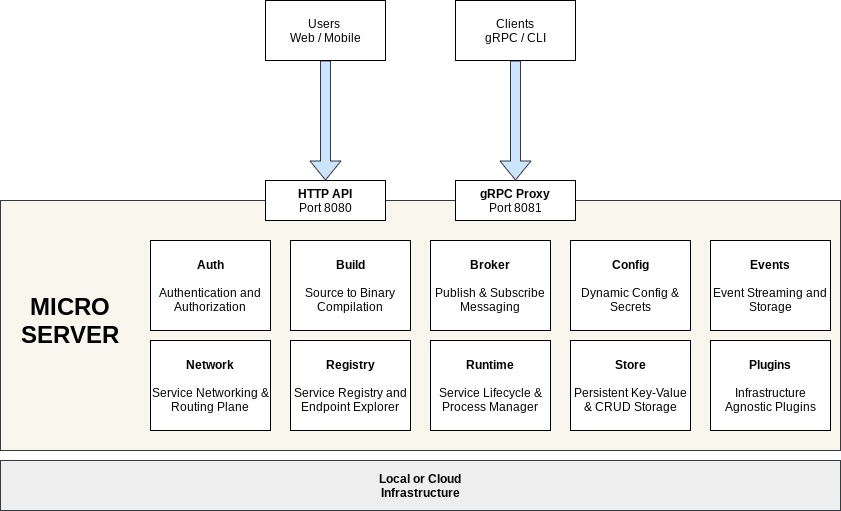 Users
Web / Mobile
Clients
gRPC / CLI
HTTP API
Port 8080
gRPC Proxy
Port 8081
MICRO
SERVER
Auth
Authentication and
Authorization
Build
Source to Binary
Compilation
Broker
Publish & Subscribe
Messaging
Config
Dynamic Config &
Secrets
Events
Event Streaming and
Storage
Network
Service Networking &
Routing Plane
Registry
Service Registry and
Endpoint Explorer
Runtime
Service Lifecycle &
Process Manager
Store
Persistent Key-Value
& CRUD Storage
Plugins
Infrastructure
Agnostic Plugins
Local or Cloud
Infrastructure